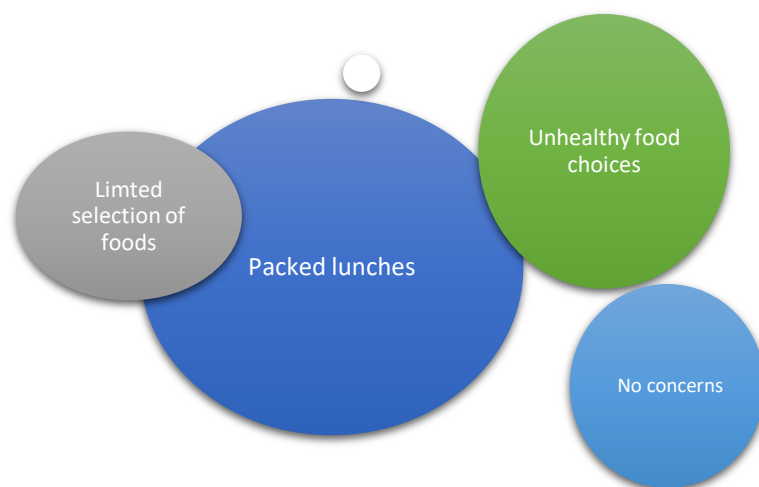 Unhealthy food
choices
Limted
selection of
foods
Packed lunches
No concerns